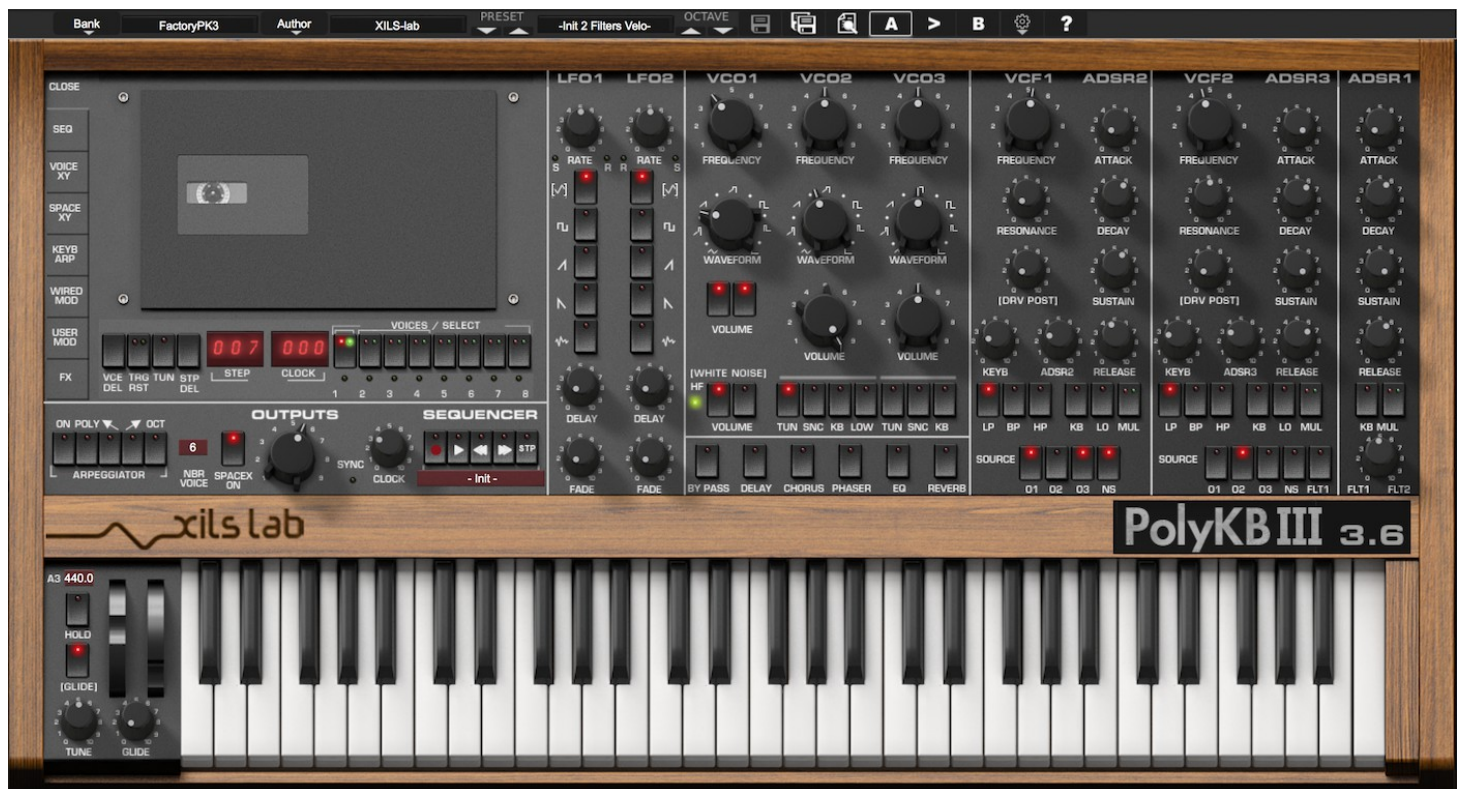 Bank FactoryPK3 Author XILS-lab PRESET -Init 2 Filters Velo- OCTAVE A > B ?
CLOSE
SEQ
VOICE
XY
SPACE
XY
KEYB
ARP
WIRED
MOD
USER
MOD
FX
VOICES / SELECT
007 000
STEP CLOCK
VCE
DEL
TRG
RST
TUN
STP
DEL
1 2 3 4 5 6 7 8
OUTPUTS SEQUENCER
ON POLY OCT
ARPEGGIATOR
6
NBR
VOICE
SPACEX
ON
SYNC
CLOCK
STP
- Init -
LFO1 LFO2
RATE RATE
S R R S
DELAY DELAY
FADE FADE
VCO1 VCO2 VCO3
FREQUENCY FREQUENCY FREQUENCY
WAVEFORM WAVEFORM WAVEFORM
VOLUME
VOLUME VOLUME
[WHITE NOISE]
HF
VOLUME TUN SNC KB LOW TUN SNC KB
BY PASS DELAY CHORUS PHASER EQ REVERB
VCF1 ADSR2
FREQUENCY ATTACK
RESONANCE DECAY
[DRV POST] SUSTAIN
KEYB ADSR2 RELEASE
LP BP HP KB LO MUL
SOURCE
O1 O2 O3 NS
VCF2 ADSR3
FREQUENCY ATTACK
RESONANCE DECAY
[DRV POST] SUSTAIN
KEYB ADSR3 RELEASE
LP BP HP KB LO MUL
SOURCE
O1 O2 O3 NS FLT1
ADSR1
ATTACK
DECAY
SUSTAIN
RELEASE
KB MUL
FLT1 FLT2
xils lab
PolyKB III 3.6
A3 440.0
HOLD
[GLIDE]
TUNE GLIDE